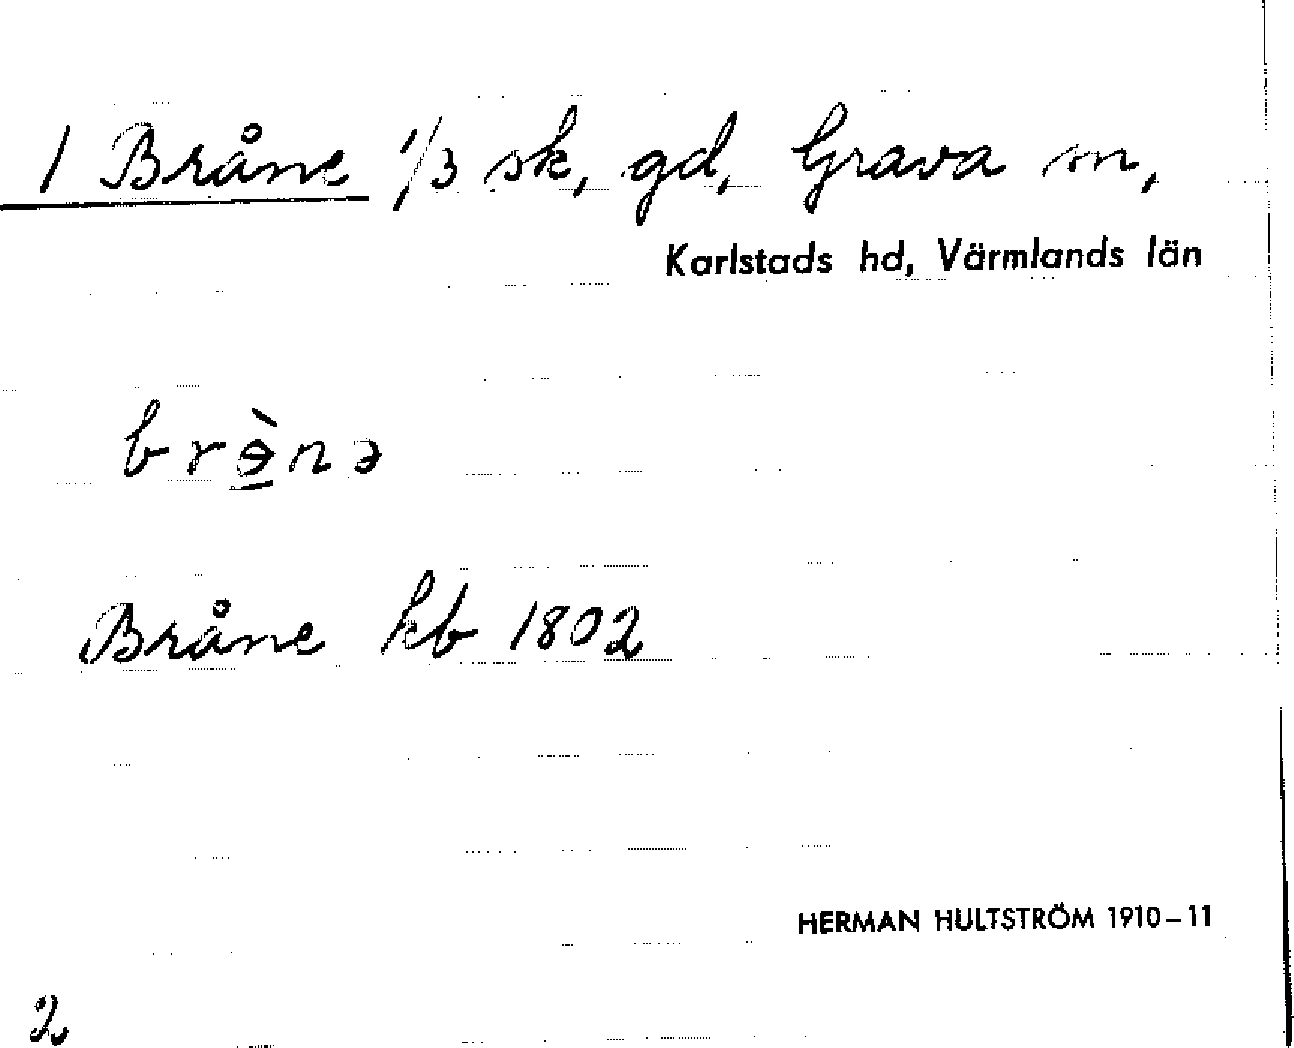 1 Bråne 1/3 sk, gd, Grava sn,
Karlstads hd, Värmlands län
brɘ̠̀nə
Bråne kb 1802
HERMAN HULTSTRÖM 1910–11
2